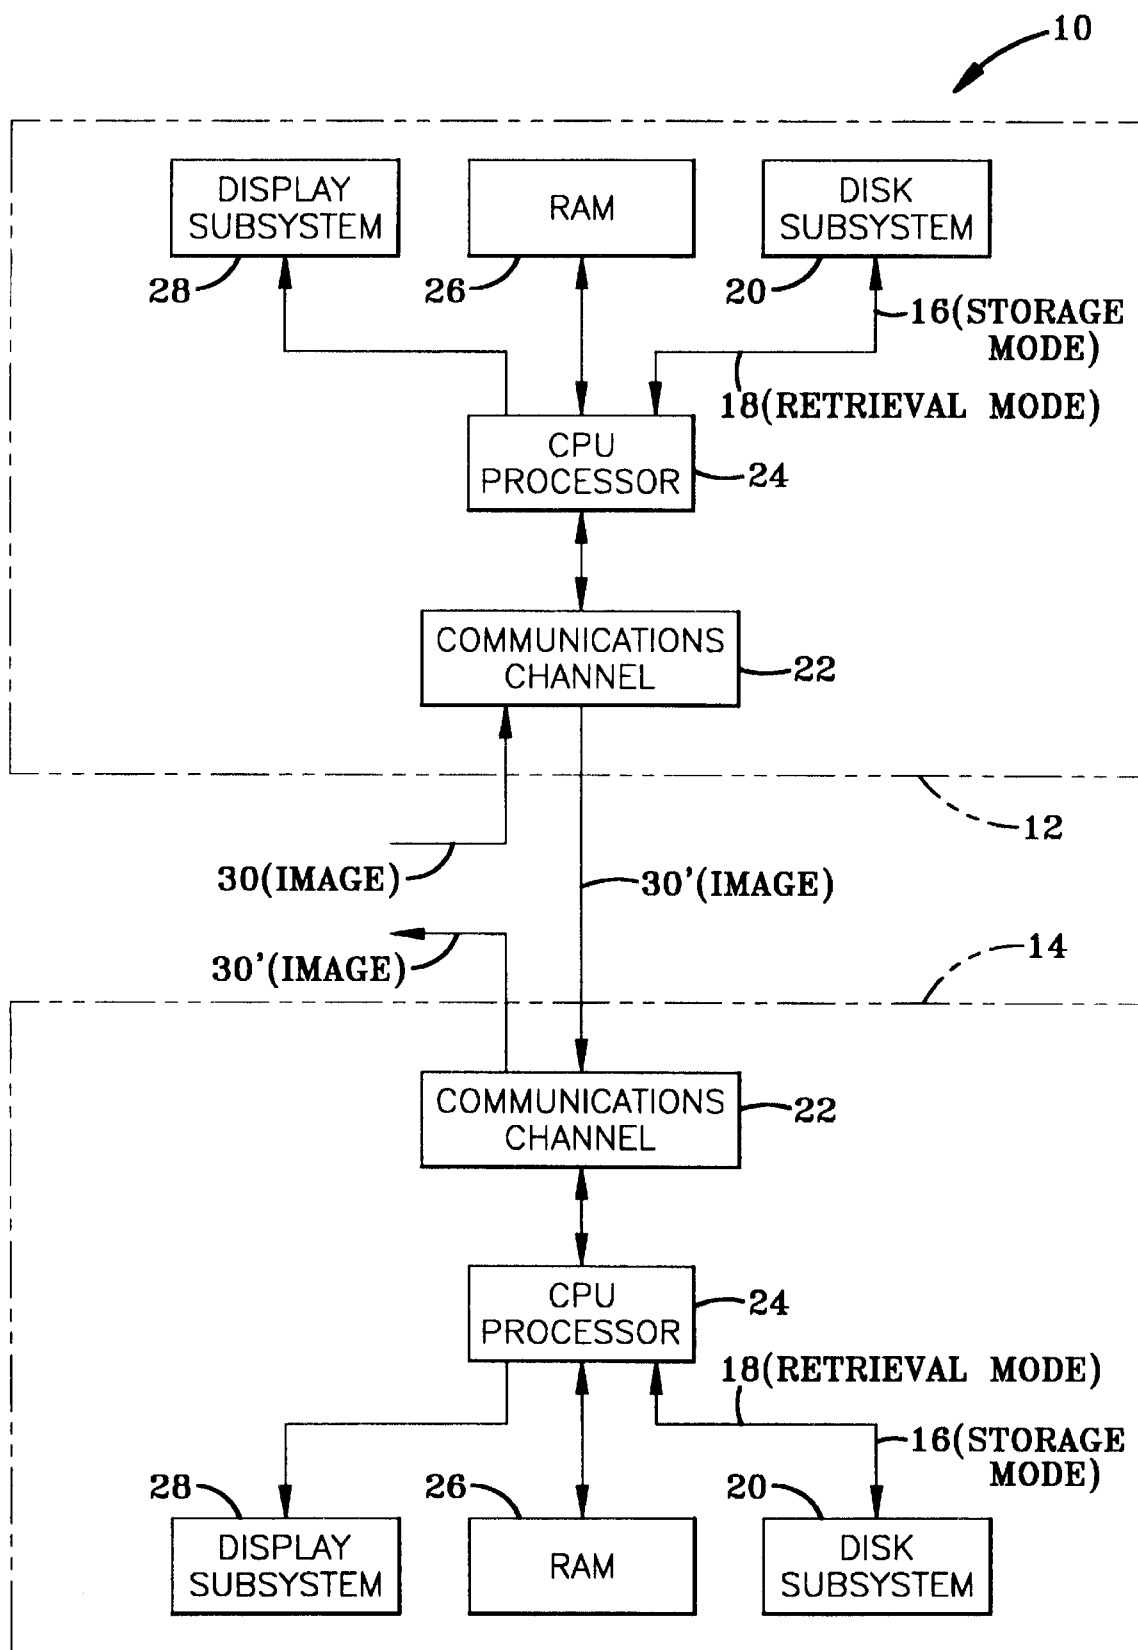 10
DISPLAY
SUBSYSTEM
RAM
DISK
SUBSYSTEM
28
26
20
16(STORAGE
MODE)
18(RETRIEVAL MODE)
CPU
PROCESSOR
24
COMMUNICATIONS
CHANNEL
22
12
30(IMAGE)
30'(IMAGE)
14
30'(IMAGE)
COMMUNICATIONS
CHANNEL
22
CPU
PROCESSOR
24
18(RETRIEVAL MODE)
16(STORAGE
MODE)
28
26
20
DISPLAY
SUBSYSTEM
RAM
DISK
SUBSYSTEM